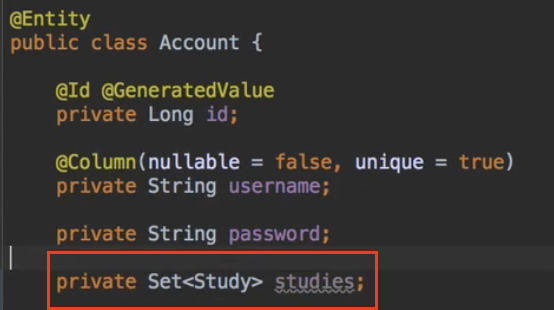 @Entity
public class Account {
@Id @GeneratedValue
private Long id;
@Column(nullable = false, unique = true)
private String username;
private String password;
private Set<Study> studies;